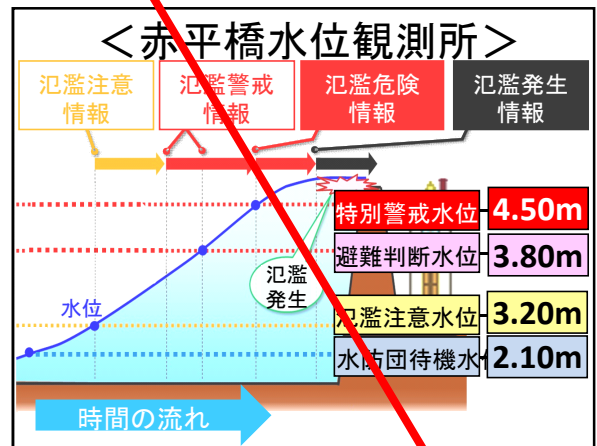 ＜赤平橋水位観測所＞
氾濫注意
情報
氾濫警戒
情報
氾濫危険
情報
氾濫発生
情報
特別警戒水位
4.50m
避難判断水位
3.80m
氾濫
発生
水位
氾濫注意水位
3.20m
水防団待機水
2.10m
時間の流れ